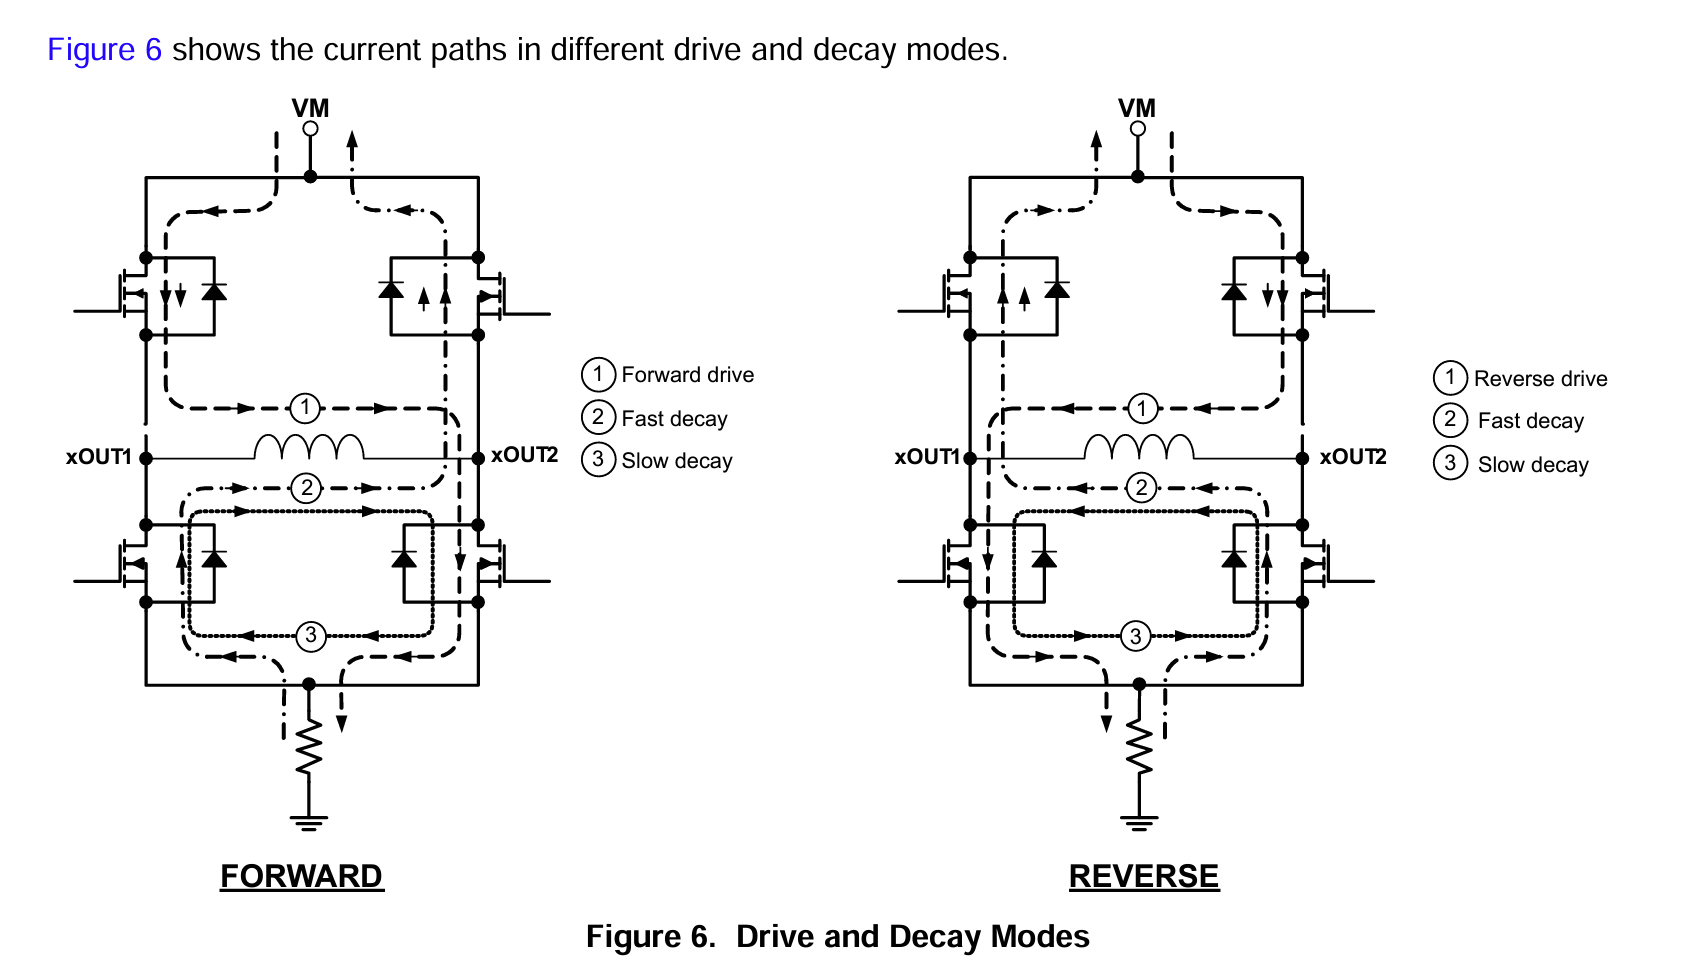 Figure 6 shows the current paths in different drive and decay modes.
VM
1
xOUT1
xOUT2
2
3
1 Forward drive
2 Fast decay
3 Slow decay
FORWARD
VM
1
xOUT1
xOUT2
2
3
1 Reverse drive
2 Fast decay
3 Slow decay
REVERSE
Figure 6. Drive and Decay Modes